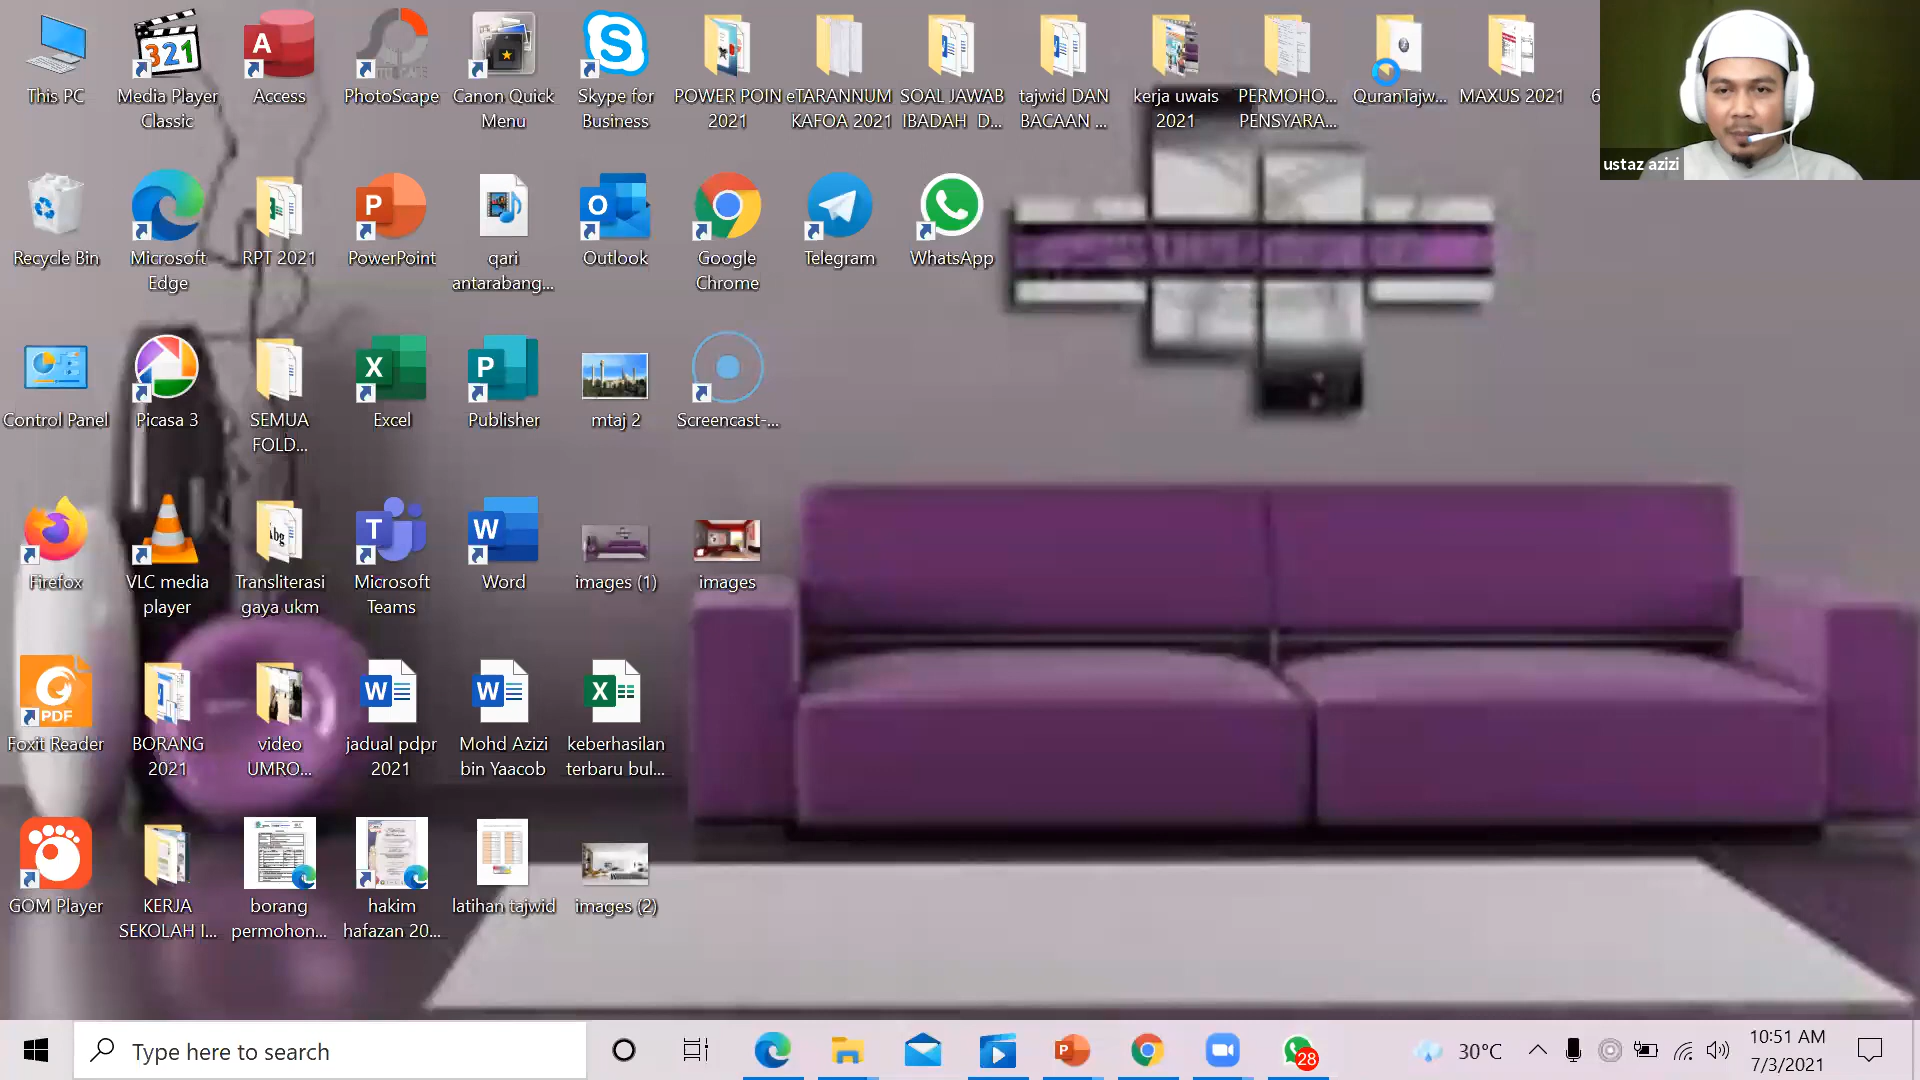 This PC
Media Player
Classic
Access
PhotoScape
Canon Quick
Menu
Skype for
Business
POWER POIN
2021
eTARANNUM
KAFOA 2021
SOAL JAWAB
IBADAH D...
tajwid DAN
BACAAN ...
kerja uwais
2021
PERMOHO...
PENSYARA...
QuranTajw...
MAXUS 2021
6
ustaz azizi
Recycle Bin
Microsoft
Edge
RPT 2021
PowerPoint
qari
antarabang...
Outlook
Google
Chrome
Telegram
WhatsApp
Control Panel
Picasa 3
SEMUA
FOLD...
Excel
Publisher
mtaj 2
Screencast-...
Firefox
VLC media
player
Abg
Transliterasi
gaya ukm
Microsoft
Teams
Word
images (1)
images
PDF
Foxit Reader
BORANG
2021
video
UMRO...
jadual pdpr
2021
Mohd Azizi
bin Yaacob
keberhasilan
terbaru bul...
GOM Player
KERJA
SEKOLAH I...
borang
permohon...
hakim
hafazan 20...
latihan tajwid
images (2)
Type here to search
28
30°C
10:51 AM
7/3/2021